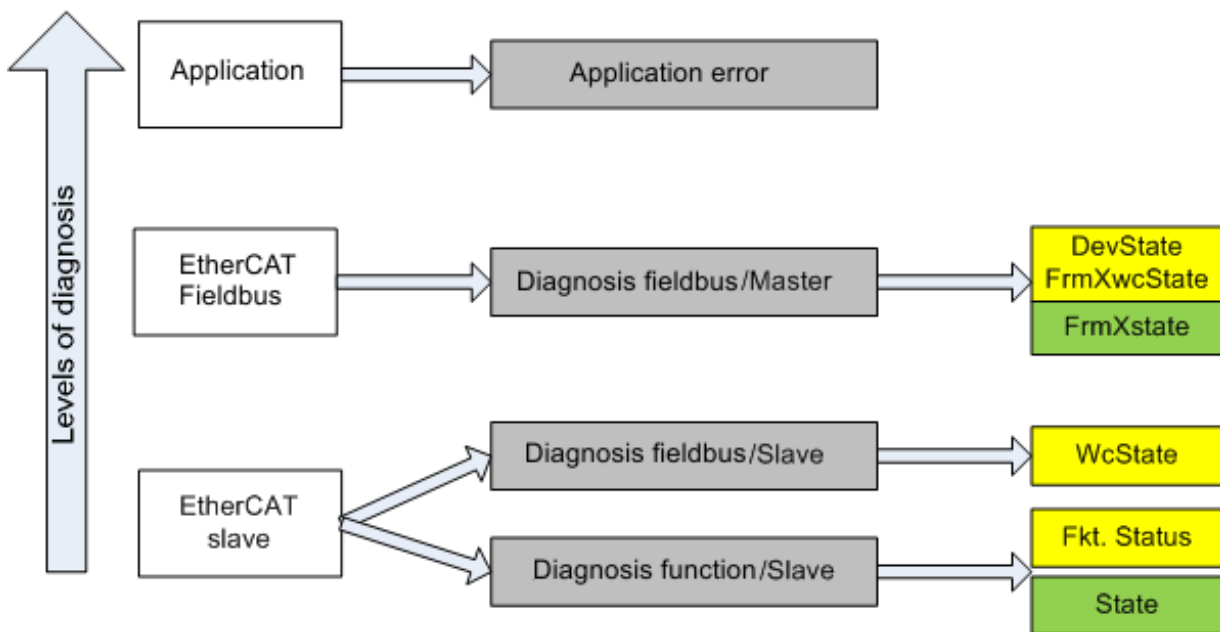 Levels of diagnosis
Application
Application error
EtherCAT
Fieldbus
Diagnosis fieldbus/Master
DevState
FrmXwcState
FrmXstate
EtherCAT
slave
Diagnosis fieldbus/Slave
WcState
Diagnosis function/Slave
Fkt. Status
State